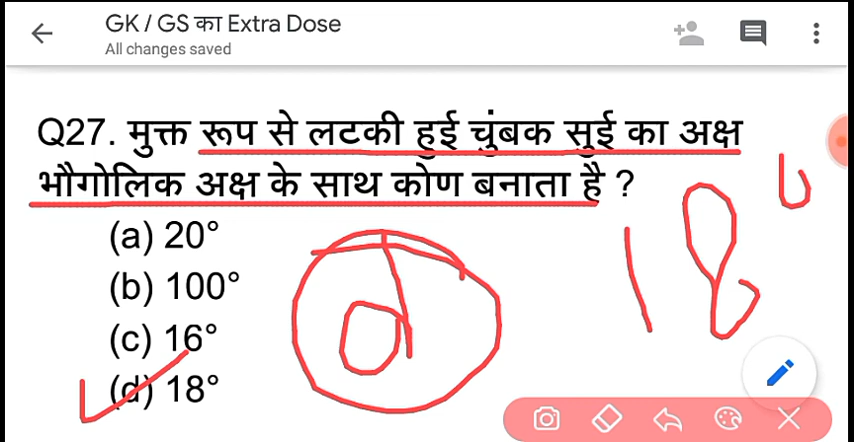 GK / GS का Extra Dose
All changes saved
Q27. मुक्त रूप से लटकी हुई चुंबक सुई का अक्ष
भौगोलिक अक्ष के साथ कोण बनाता है ?
(a) 20°
(b) 100°
(c) 16°
(d) 18°
d
18°